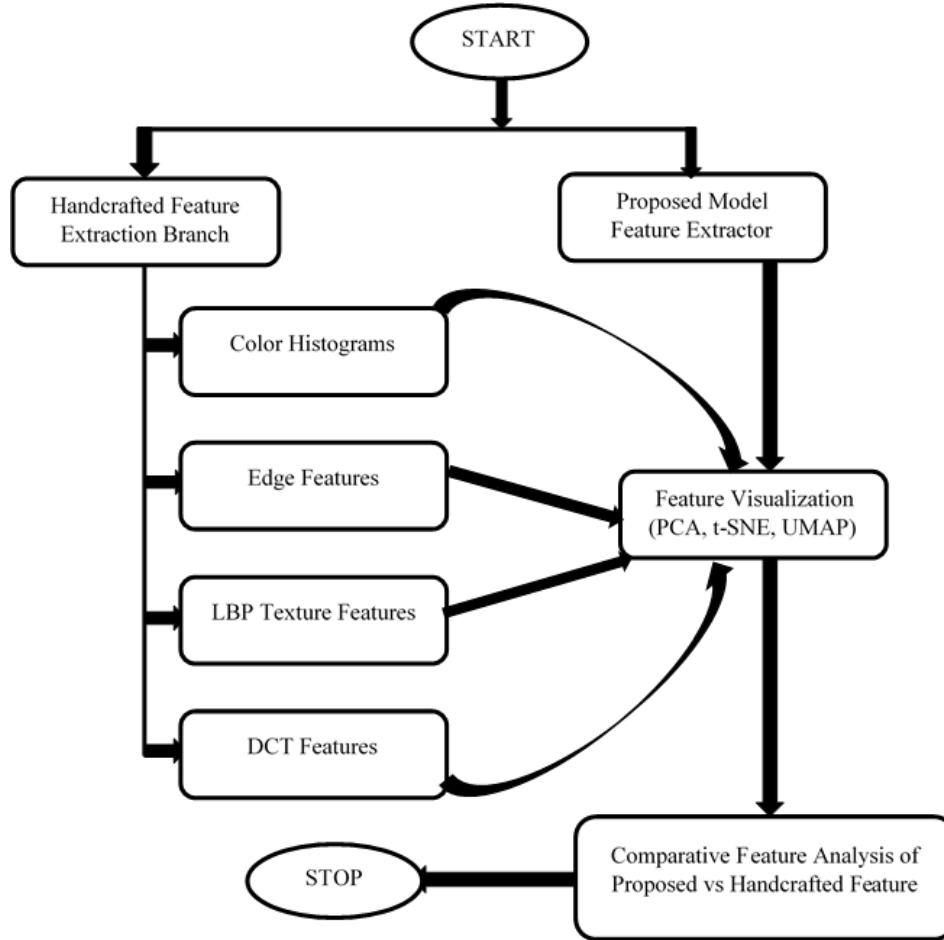 START
Handcrafted Feature
Extraction Branch
Proposed Model
Feature Extractor
Color Histograms
Edge Features
LBP Texture Features
DCT Features
Feature Visualization
(PCA, t-SNE, UMAP)
Comparative Feature Analysis of
Proposed vs Handcrafted Feature
STOP